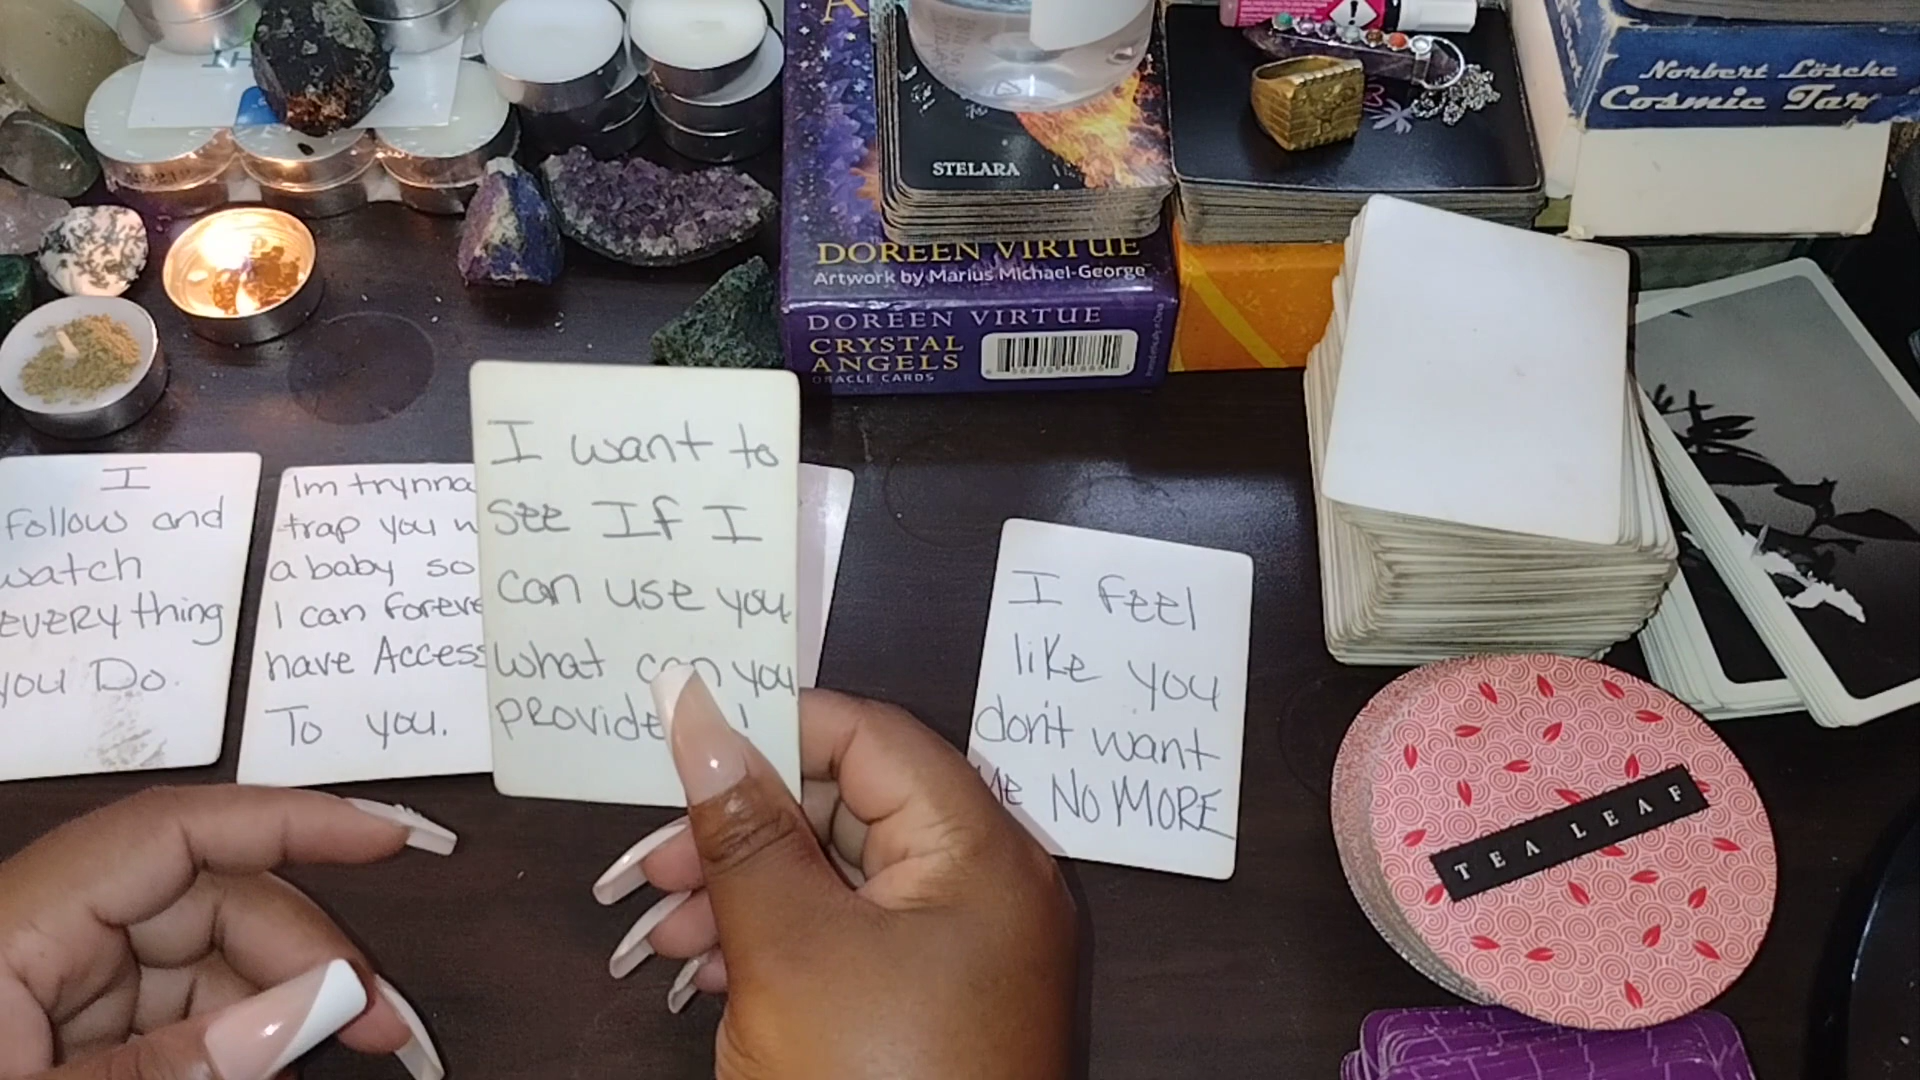 STELARA
Norbert Lösche
Cosmic Tar
DOREEN VIRTUE
Artwork by Marius Michael-George
DOREEN VIRTUE
CRYSTAL
ANGELS
ORACLE CARDS
I
Follow and
watch
EVERYthing
you Do.
Im trynna
trap you
a baby so
I can Foreve
have Access
To you.
I want to
SEE IF I
can use you
what can you
PROVIDE !
I FEEl
like you
don't want
ME NO MORE
TEA LEAF